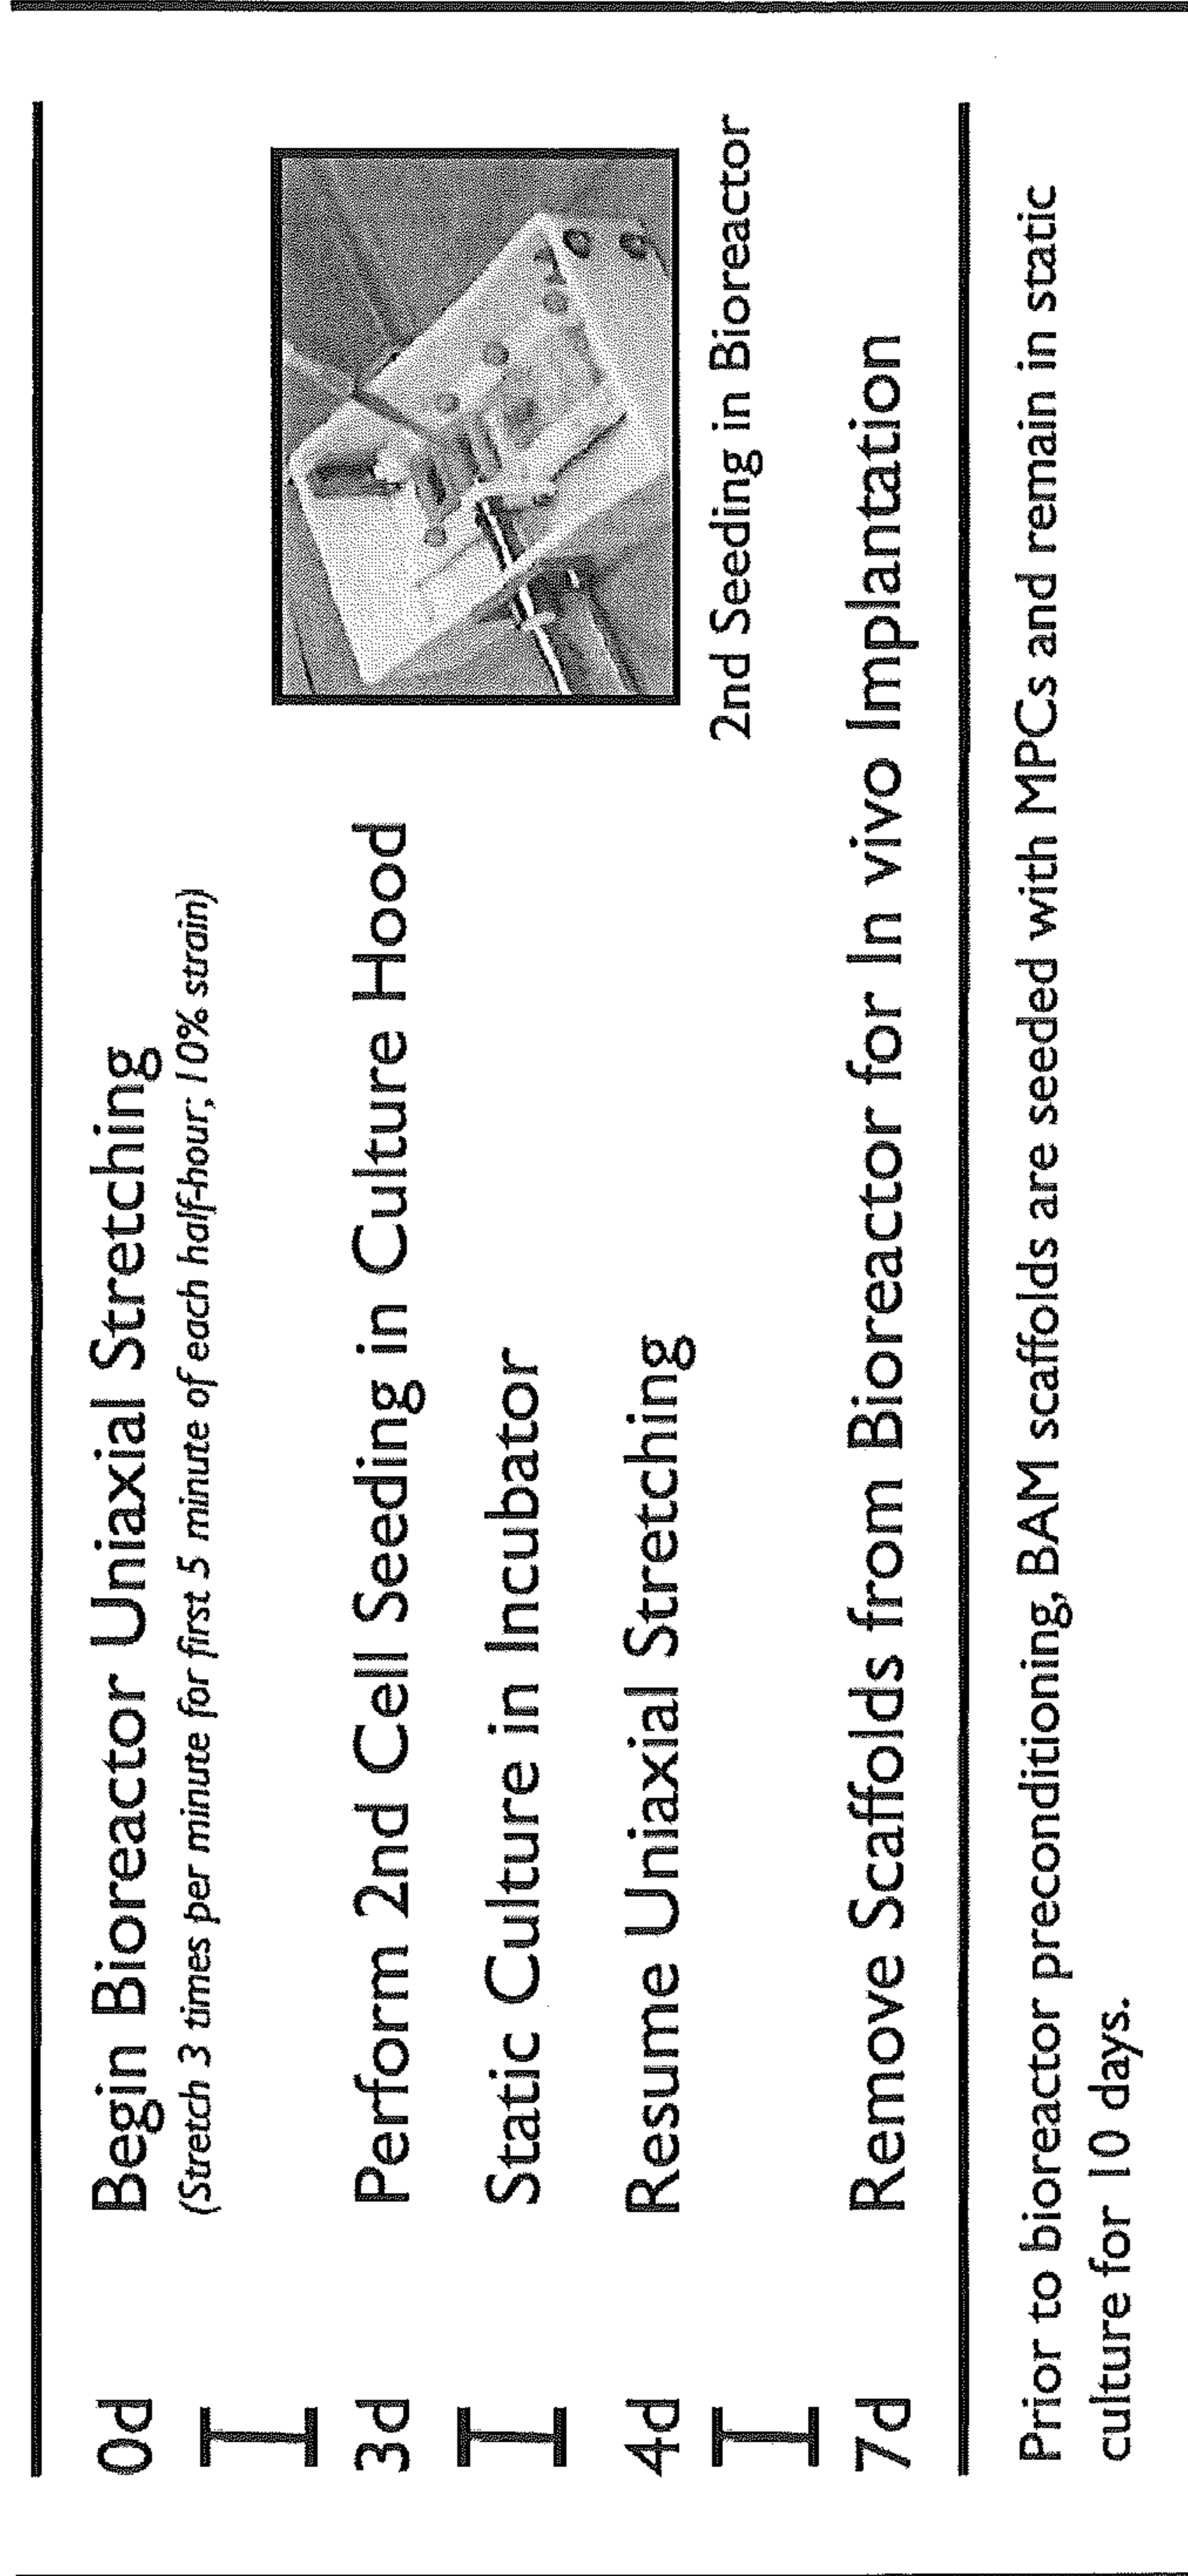 0d Begin Bioreactor Uniaxial Stretching
(Stretch 3 times per minute for first 5 minute of each half-hour; 10% strain)
3d Perform 2nd Cell Seeding in Culture Hood
Static Culture in Incubator
4d Resume Uniaxial Stretching
2nd Seeding in Bioreactor
7d Remove Scaffolds from Bioreactor for In vivo Implantation
Prior to bioreactor preconditioning, BAM scaffolds are seeded with MPCs and remain in static
culture for 10 days.